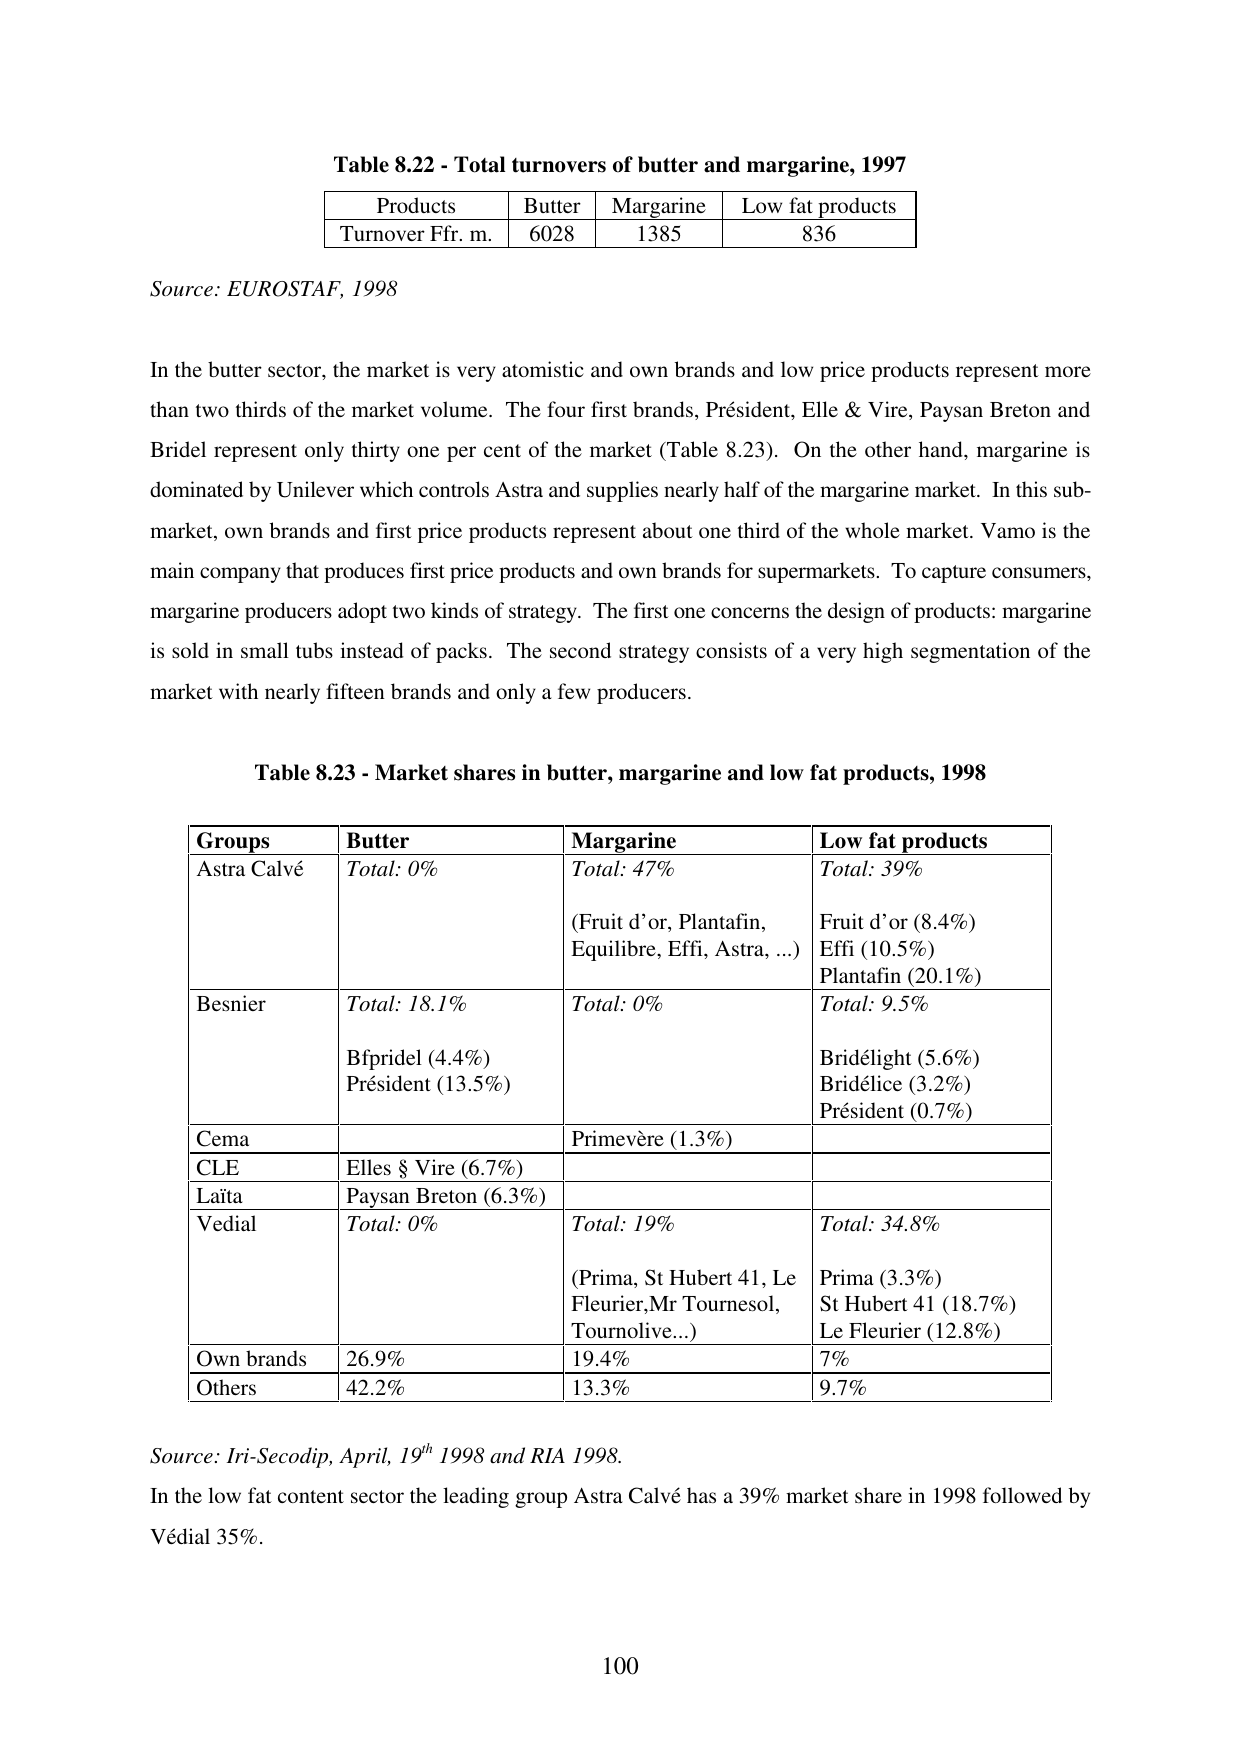 Table 8.22 - Total turnovers of butter and margarine, 1997
Products Butter Margarine Low fat products
Turnover Ffr. m. 6028 1385 836
Source: EUROSTAF, 1998
In the butter sector, the market is very atomistic and own brands and low price products represent more
than two thirds of the market volume. The four first brands, Président, Elle & Vire, Paysan Breton and
Bridel represent only thirty one per cent of the market (Table 8.23). On the other hand, margarine is
dominated by Unilever which controls Astra and supplies nearly half of the margarine market. In this sub-
market, own brands and first price products represent about one third of the whole market. Vamo is the
main company that produces first price products and own brands for supermarkets. To capture consumers,
margarine producers adopt two kinds of strategy. The first one concerns the design of products: margarine
is sold in small tubs instead of packs. The second strategy consists of a very high segmentation of the
market with nearly fifteen brands and only a few producers.
Table 8.23 - Market shares in butter, margarine and low fat products, 1998
Groups Butter Margarine Low fat products
Astra Calvé Total: 0% Total: 47% Total: 39%
(Fruit d’or, Plantafin, Fruit d’or (8.4%)
Equilibre, Effi, Astra, ...) Effi (10.5%)
Plantafin (20.1%)
Besnier Total: 18.1% Total: 0% Total: 9.5%
Bfpridel (4.4%) Bridélight (5.6%)
Président (13.5%) Bridélice (3.2%)
Président (0.7%)
Cema Primevère (1.3%)
CLE Elles § Vire (6.7%)
Laïta Paysan Breton (6.3%)
Vedial Total: 0% Total: 19% Total: 34.8%
(Prima, St Hubert 41, Le Prima (3.3%)
Fleurier,Mr Tournesol, St Hubert 41 (18.7%)
Tournolive...) Le Fleurier (12.8%)
Own brands 26.9% 19.4% 7%
Others 42.2% 13.3% 9.7%
Source: Iri-Secodip, April, 19th 1998 and RIA 1998.
In the low fat content sector the leading group Astra Calvé has a 39% market share in 1998 followed by
Védial 35%.
100